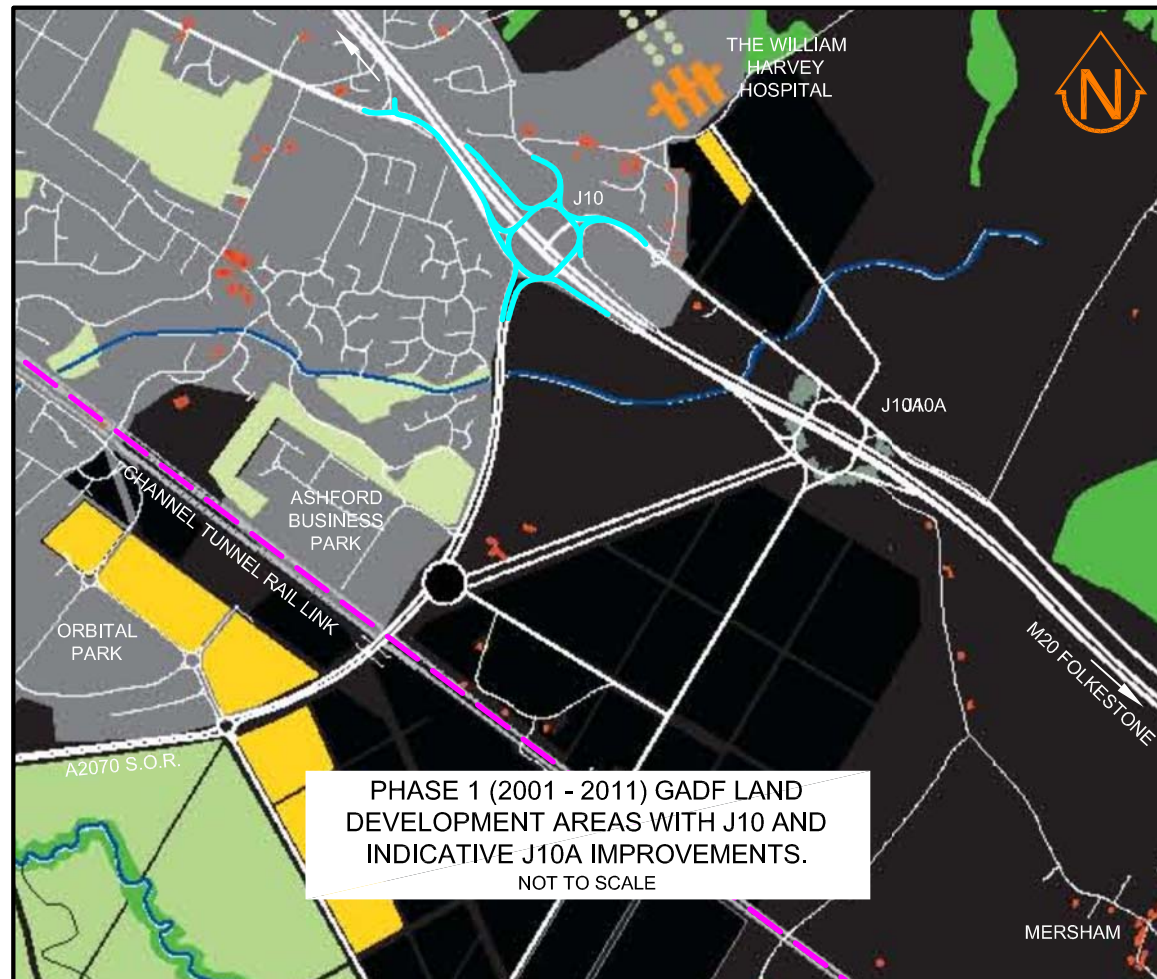 THE WILLIAM
HARVEY
HOSPITAL
N
J10
J10A
ASHFORD
BUSINESS
PARK
CHANNEL TUNNEL RAIL LINK
ORBITAL
PARK
M20 FOLKESTONE
A2070 S.O.R.
PHASE 1 (2001 - 2011) GADF LAND
DEVELOPMENT AREAS WITH J10 AND
INDICATIVE J10A IMPROVEMENTS.
NOT TO SCALE
MERSHAM